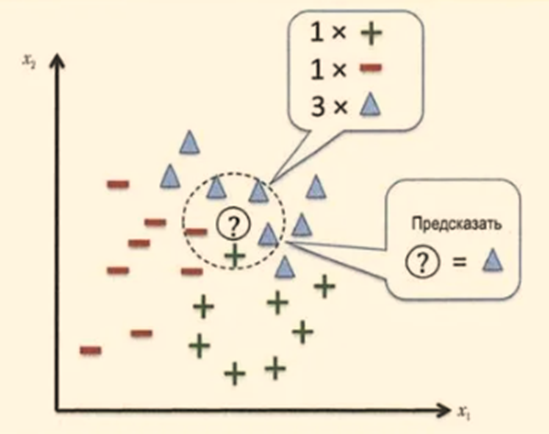 x₂
1 × +
1 × −
3 ×
?
Предсказать
? =
x₁